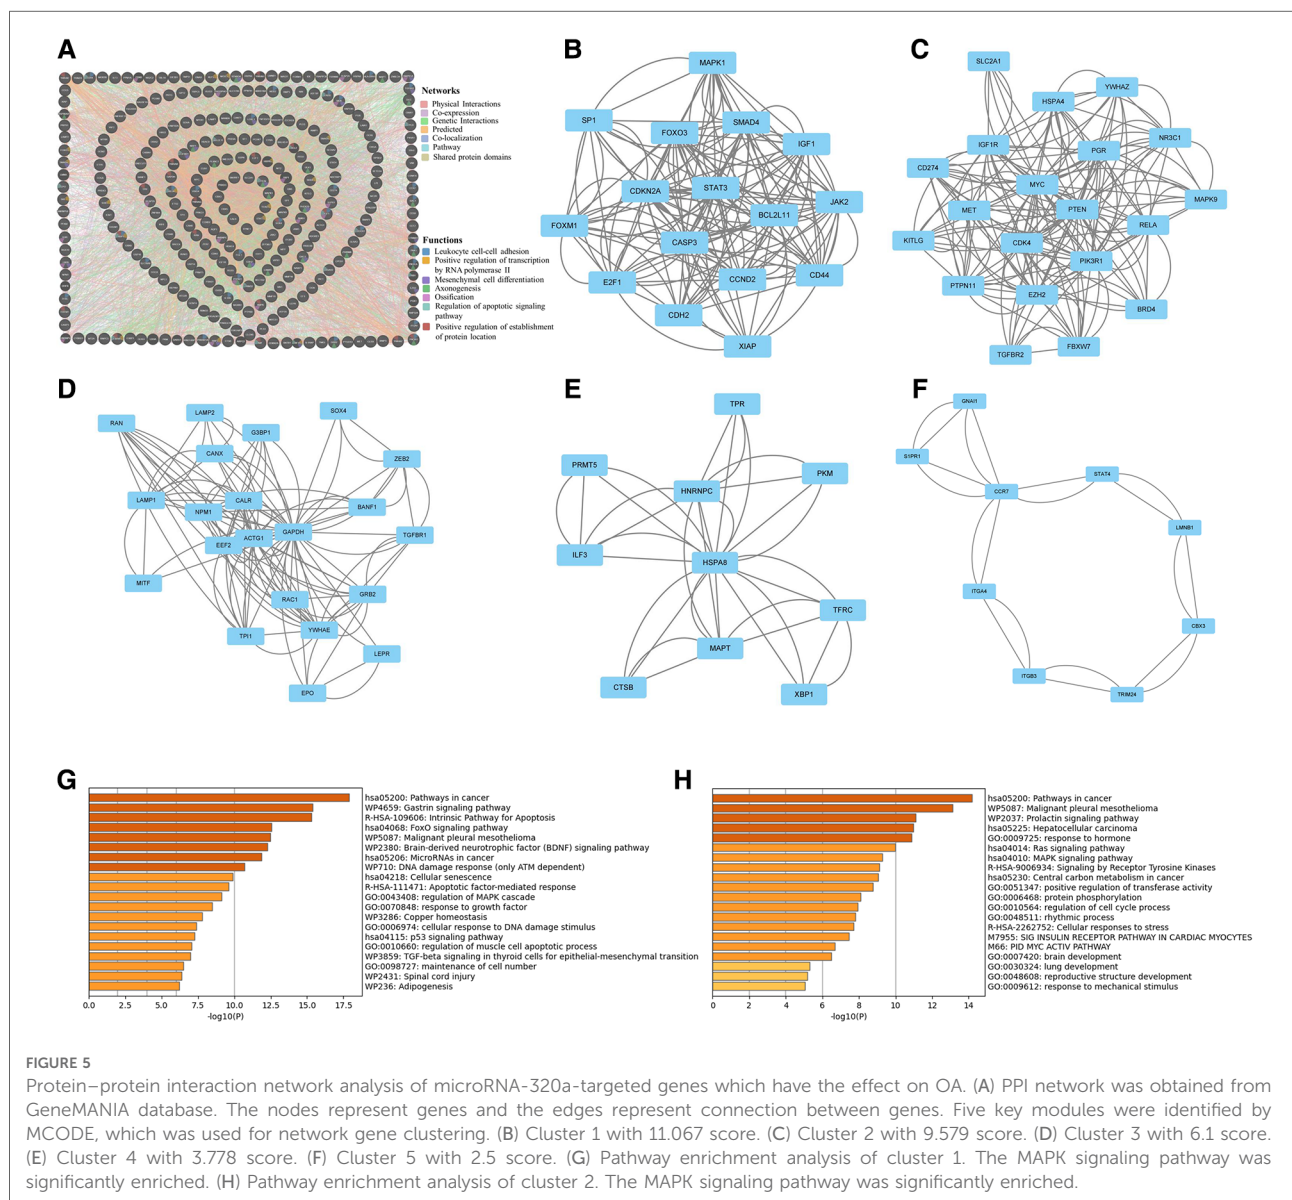 A
Networks
Physical Interactions
Co-expression
Genetic Interactions
Predicted
Co-localization
Pathway
Shared protein domains
Functions
Leukocyte cell-cell adhesion
Positive regulation of transcription
by RNA polymerase II
Mesenchymal cell differentiation
Axonogenesis
Ossification
Regulation of apoptotic signaling
pathway
Positive regulation of establishment
of protein location
B
MAPK1
SP1
FOXO3
SMAD4
IGF1
CDKN2A
STAT3
JAK2
BCL2L11
FOXM1
CASP3
E2F1
CCND2
CD44
CDH2
XIAP
C
SLC2A1
YWHAZ
HSPA4
NR3C1
IGF1R
PGR
CD274
MYC
MAPK9
MET
PTEN
RELA
KITLG
CDK4
PIK3R1
PTPN11
EZH2
BRD4
TGFBR2
FBXW7
D
RAN
LAMP2
SOX4
G3BP1
CANX
ZEB2
LAMP1
CALR
BANF1
NPM1
GAPDH
TGFBR1
EEF2
ACTG1
MITF
RAC1
GRB2
TPI1
YWHAE
LEPR
EPO
E
TPR
PRMT5
PKM
HNRNPC
ILF3
HSPA8
TFRC
MAPT
CTSB
XBP1
F
GNAI1
S1PR1
STAT4
CCR7
LMNB1
ITGA4
CBX3
ITGB3
TRIM24
G
hsa05200: Pathways in cancer
WP4659: Gastrin signaling pathway
R-HSA-109606: Intrinsic Pathway for Apoptosis
hsa04068: FoxO signaling pathway
WP5087: Malignant pleural mesothelioma
WP2380: Brain-derived neurotrophic factor (BDNF) signaling pathway
hsa05206: MicroRNAs in cancer
WP710: DNA damage response (only ATM dependent)
hsa04218: Cellular senescence
R-HSA-111471: Apoptotic factor-mediated response
GO:0043408: regulation of MAPK cascade
GO:0070848: response to growth factor
WP3286: Copper homeostasis
GO:0006974: cellular response to DNA damage stimulus
hsa04115: p53 signaling pathway
GO:0010660: regulation of muscle cell apoptotic process
WP3859: TGF-beta signaling in thyroid cells for epithelial-mesenchymal transition
GO:0098727: maintenance of cell number
WP2431: Spinal cord injury
WP236: Adipogenesis
0.0 2.5 5.0 7.5 10.0 12.5 15.0 17.5
-log10(P)
H
hsa05200: Pathways in cancer
WP5087: Malignant pleural mesothelioma
WP2037: Prolactin signaling pathway
hsa05225: Hepatocellular carcinoma
GO:0009725: response to hormone
hsa04014: Ras signaling pathway
hsa04010: MAPK signaling pathway
R-HSA-9006934: Signaling by Receptor Tyrosine Kinases
hsa05230: Central carbon metabolism in cancer
GO:0051347: positive regulation of transferase activity
GO:0006468: protein phosphorylation
GO:0010564: regulation of cell cycle process
GO:0048511: rhythmic process
R-HSA-2262752: Cellular responses to stress
M7955: SIG INSULIN RECEPTOR PATHWAY IN CARDIAC MYOCYTES
M66: PID MYC ACTIV PATHWAY
GO:0007420: brain development
GO:0030324: lung development
GO:0048608: reproductive structure development
GO:0009612: response to mechanical stimulus
0 2 4 6 8 10 12 14
-log10(P)
FIGURE 5
Protein–protein interaction network analysis of microRNA-320a-targeted genes which have the effect on OA. (A) PPI network was obtained from
GeneMANIA database. The nodes represent genes and the edges represent connection between genes. Five key modules were identified by
MCODE, which was used for network gene clustering. (B) Cluster 1 with 11.067 score. (C) Cluster 2 with 9.579 score. (D) Cluster 3 with 6.1 score.
(E) Cluster 4 with 3.778 score. (F) Cluster 5 with 2.5 score. (G) Pathway enrichment analysis of cluster 1. The MAPK signaling pathway was
significantly enriched. (H) Pathway enrichment analysis of cluster 2. The MAPK signaling pathway was significantly enriched.